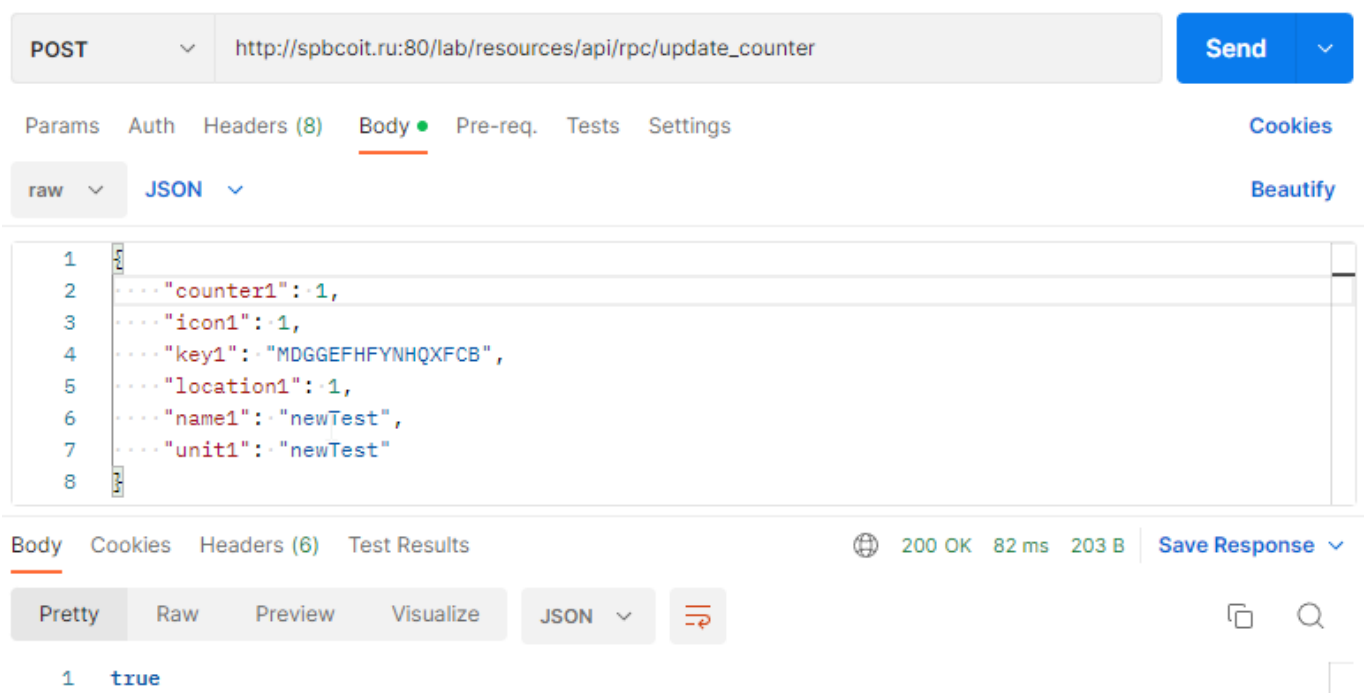 POST http://spbcoit.ru:80/lab/resources/api/rpc/update_counter Send
Params Auth Headers (8) Body Pre-req. Tests Settings Cookies
raw JSON Beautify
1 {
2 "counter1": 1,
3 "icon1": 1,
4 "key1": "MDGGEFHFYNHQXFCB",
5 "location1": 1,
6 "name1": "newTest",
7 "unit1": "newTest"
8 }
Body Cookies Headers (6) Test Results 200 OK 82 ms 203 B Save Response
Pretty Raw Preview Visualize JSON
1 true